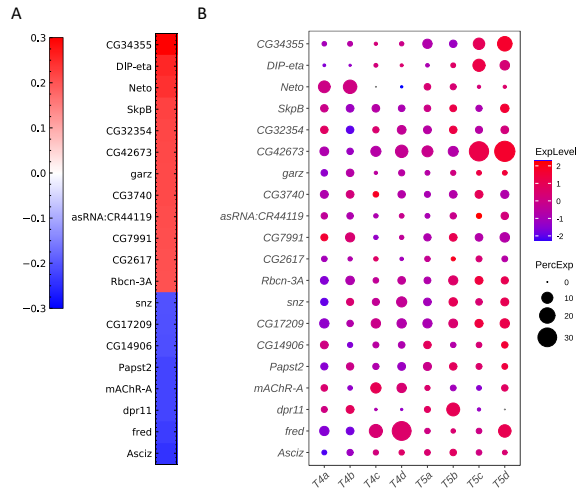 A
B
0.3
0.2
0.1
0.0
−0.1
−0.2
−0.3
CG34355
DIP-eta
Neto
SkpB
CG32354
CG42673
garz
CG3740
asRNA:CR44119
CG7991
CG2617
Rbcn-3A
snz
CG17209
CG14906
Papst2
mAChR-A
dpr11
fred
Asciz
CG34355
DIP-eta
Neto
SkpB
CG32354
CG42673
garz
CG3740
asRNA:CR44119
CG7991
CG2617
Rbcn-3A
snz
CG17209
CG14906
Papst2
mAChR-A
dpr11
fred
Asciz
T4a T4b T4c T4d T5a T5b T5c T5d
ExpLevel
2
1
0
-1
-2
PercExp
0
10
20
30